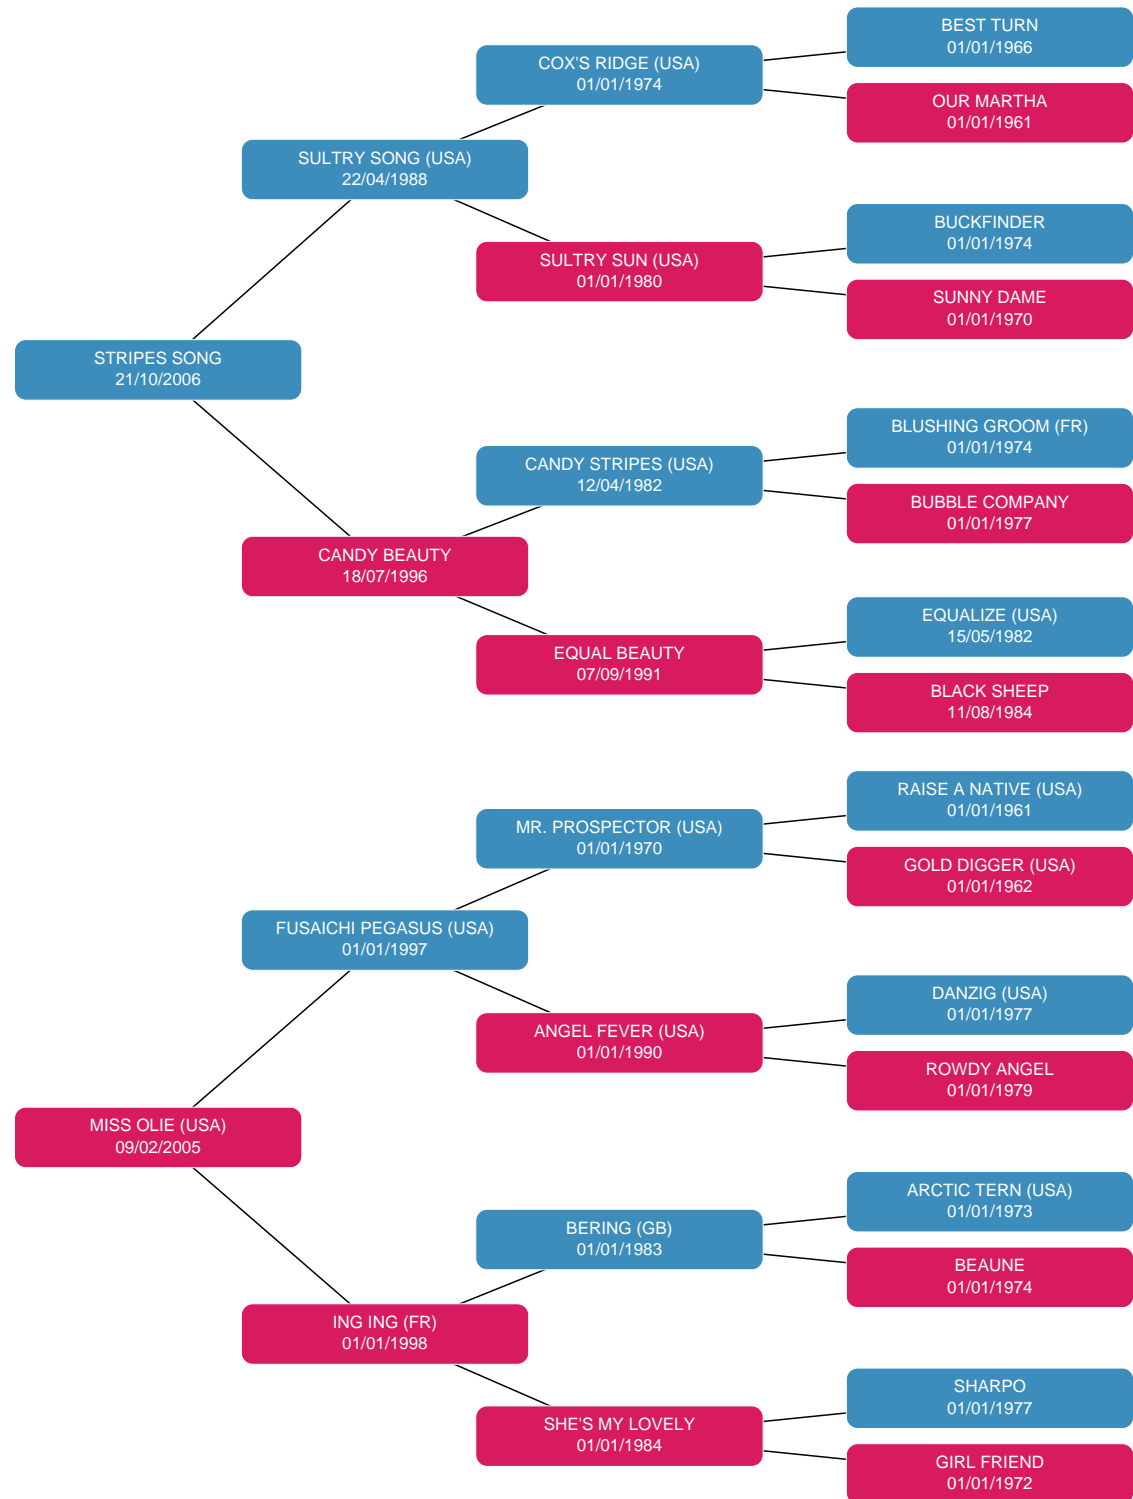 BEST TURN
01/01/1966
COX'S RIDGE (USA)
01/01/1974
OUR MARTHA
01/01/1961
SULTRY SONG (USA)
22/04/1988
BUCKFINDER
01/01/1974
SULTRY SUN (USA)
01/01/1980
SUNNY DAME
01/01/1970
STRIPES SONG
21/10/2006
BLUSHING GROOM (FR)
01/01/1974
CANDY STRIPES (USA)
12/04/1982
BUBBLE COMPANY
01/01/1977
CANDY BEAUTY
18/07/1996
EQUALIZE (USA)
15/05/1982
EQUAL BEAUTY
07/09/1991
BLACK SHEEP
11/08/1984
RAISE A NATIVE (USA)
01/01/1961
MR. PROSPECTOR (USA)
01/01/1970
GOLD DIGGER (USA)
01/01/1962
FUSAICHI PEGASUS (USA)
01/01/1997
DANZIG (USA)
01/01/1977
ANGEL FEVER (USA)
01/01/1990
ROWDY ANGEL
01/01/1979
MISS OLIE (USA)
09/02/2005
ARCTIC TERN (USA)
01/01/1973
BERING (GB)
01/01/1983
BEAUNE
01/01/1974
ING ING (FR)
01/01/1998
SHARPO
01/01/1977
SHE'S MY LOVELY
01/01/1984
GIRL FRIEND
01/01/1972